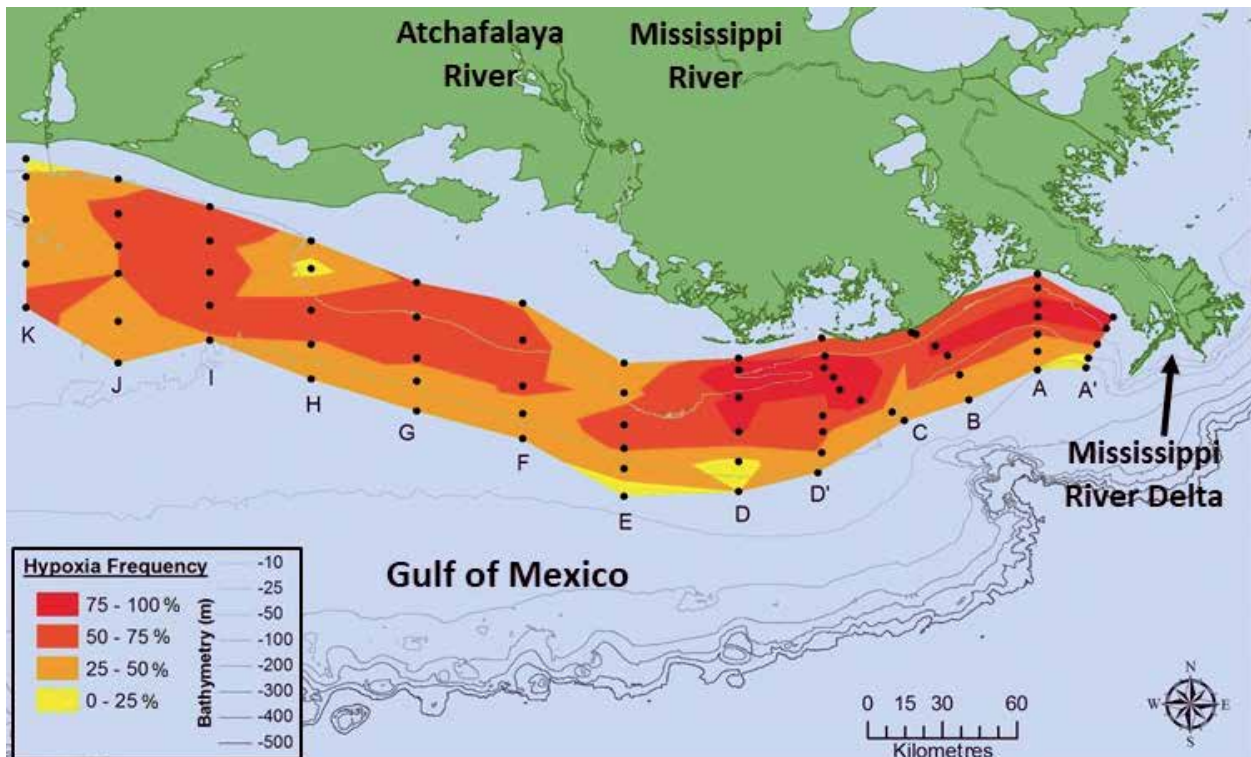 Atchafalaya
River
Mississippi
River
K
J
I
H
G
F
E
D
D'
C
B
A
A'
Mississippi
River Delta
Gulf of Mexico
Hypoxia Frequency
75 - 100 %
50 - 75 %
25 - 50 %
0 - 25 %
Bathymetry (m)
-10
-25
-50
-100
-200
-300
-400
-500
0 15 30 60
Kilometres
N
W E
S